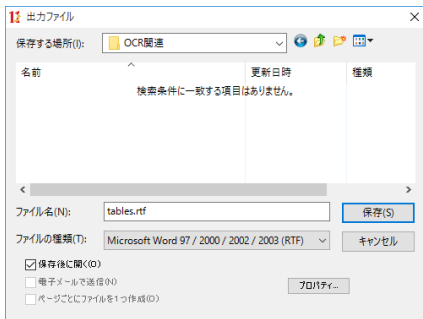 出力ファイル
保存する場所(I): OCR関連
名前 更新日時 種類
検索条件に一致する項目はありません。
ファイル名(N): tables.rtf 保存(S)
ファイルの種類(T): Microsoft Word 97 / 2000 / 2002 / 2003 (RTF) キャンセル
保存後に開く(O)
電子メールで送信(N) プロパティ...
ページごとにファイルを1つ作成(O)